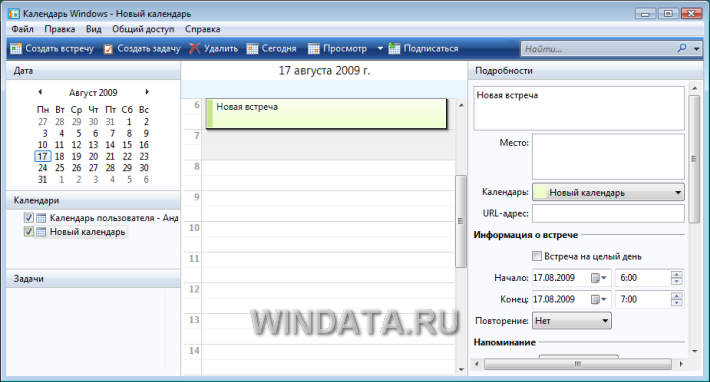 Календарь Windows - Новый календарь
Файл Правка Вид Общий доступ Справка
Создать встречу Создать задачу Удалить Сегодня Просмотр Подписаться Найти...
Дата
Август 2009
Пн Вт Ср Чт Пт Сб Вс
27 28 29 30 31 1 2
3 4 5 6 7 8 9
10 11 12 13 14 15 16
17 18 19 20 21 22 23
24 25 26 27 28 29 30
31 1 2 3 4 5 6
Календари
Календарь пользователя - Анд
Новый календарь
Задачи
17 августа 2009 г.
6
Новая встреча
7
8
9
10
11
12
13
14
WINDATA.RU
Подробности
Новая встреча
Место:
Календарь: Новый календарь
URL-адрес:
Информация о встрече
Встреча на целый день
Начало: 17.08.2009 6:00
Конец: 17.08.2009 7:00
Повторение: Нет
Напоминание